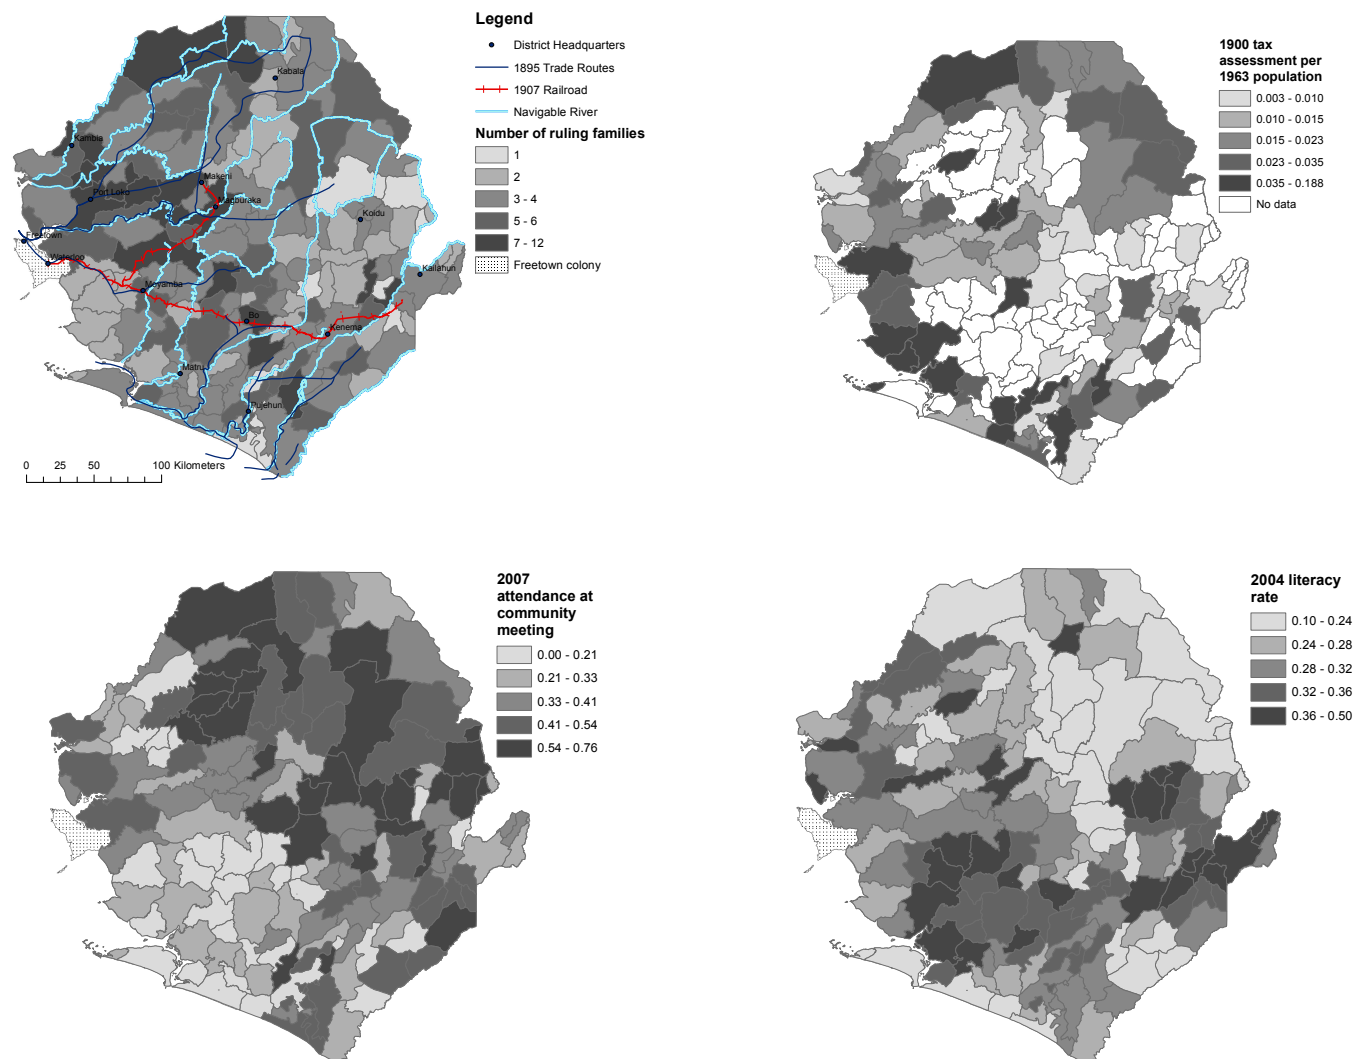 Legend
District Headquarters
1895 Trade Routes
1907 Railroad
Navigable River
Number of ruling families
1
2
3 - 4
5 - 6
7 - 12
Freetown colony
Kabala
Kambia
Makeni
Port Loko
Magburaka
Koidu
Freetown
Waterloo
Kailahun
Moyamba
Bo
Kenema
Matru
Pujehun
0 25 50 100 Kilometers
1900 tax
assessment per
1963 population
0.003 - 0.010
0.010 - 0.015
0.015 - 0.023
0.023 - 0.035
0.035 - 0.188
No data
2007
attendance at
community
meeting
0.00 - 0.21
0.21 - 0.33
0.33 - 0.41
0.41 - 0.54
0.54 - 0.76
2004 literacy
rate
0.10 - 0.24
0.24 - 0.28
0.28 - 0.32
0.32 - 0.36
0.36 - 0.50